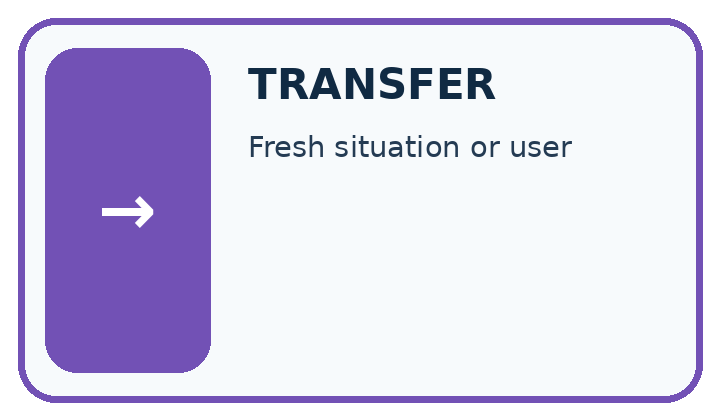 TRANSFER
Fresh situation or user
→